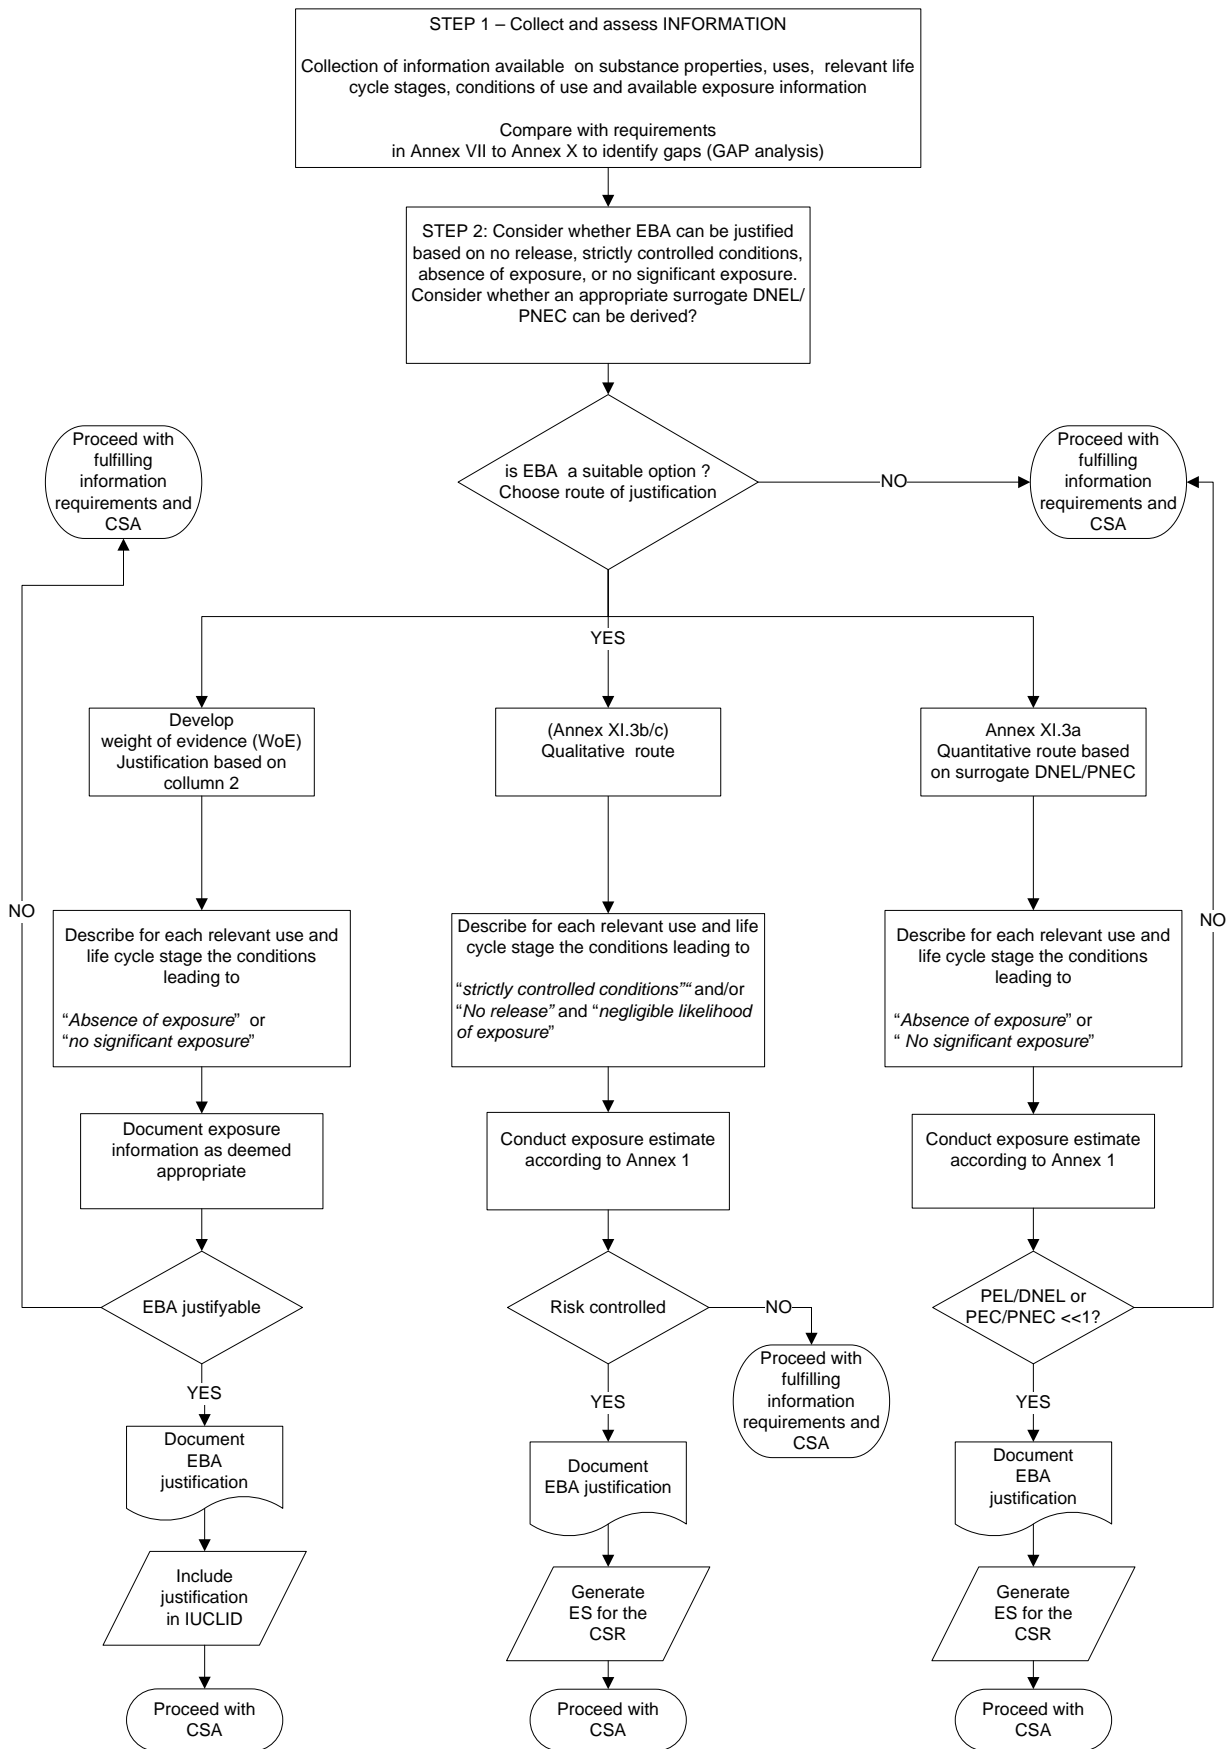 STEP 1 – Collect and assess INFORMATION
Collection of information available on substance properties, uses, relevant life
cycle stages, conditions of use and available exposure information
Compare with requirements
in Annex VII to Annex X to identify gaps (GAP analysis)
STEP 2: Consider whether EBA can be justified
based on no release, strictly controlled conditions,
absence of exposure, or no significant exposure.
Consider whether an appropriate surrogate DNEL/
PNEC can be derived?
Proceed with
fulfilling
information
requirements and
CSA
is EBA a suitable option ?
Choose route of justification
NO
Proceed with
fulfilling
information
requirements and
CSA
YES
Develop
weight of evidence (WoE)
Justification based on
collumn 2
(Annex XI.3b/c)
Qualitative route
Annex XI.3a
Quantitative route based
on surrogate DNEL/PNEC
NO
Describe for each relevant use and
life cycle stage the conditions
leading to
“Absence of exposure” or
“no significant exposure”
Describe for each relevant use and life
cycle stage the conditions leading to
“strictly controlled conditions”“ and/or
“No release” and “negligible likelihood
of exposure”
Describe for each relevant use and
life cycle stage the conditions
leading to
“Absence of exposure” or
“ No significant exposure”
NO
Document exposure
information as deemed
appropriate
Conduct exposure estimate
according to Annex 1
Conduct exposure estimate
according to Annex 1
EBA justifyable
Risk controlled
NO
PEL/DNEL or
PEC/PNEC <<1?
Proceed with
fulfilling
information
requirements and
CSA
YES
YES
YES
Document
EBA
justification
Document
EBA justification
Document
EBA
justification
Include
justification
in IUCLID
Generate
ES for the
CSR
Generate
ES for the
CSR
Proceed with
CSA
Proceed with
CSA
Proceed with
CSA